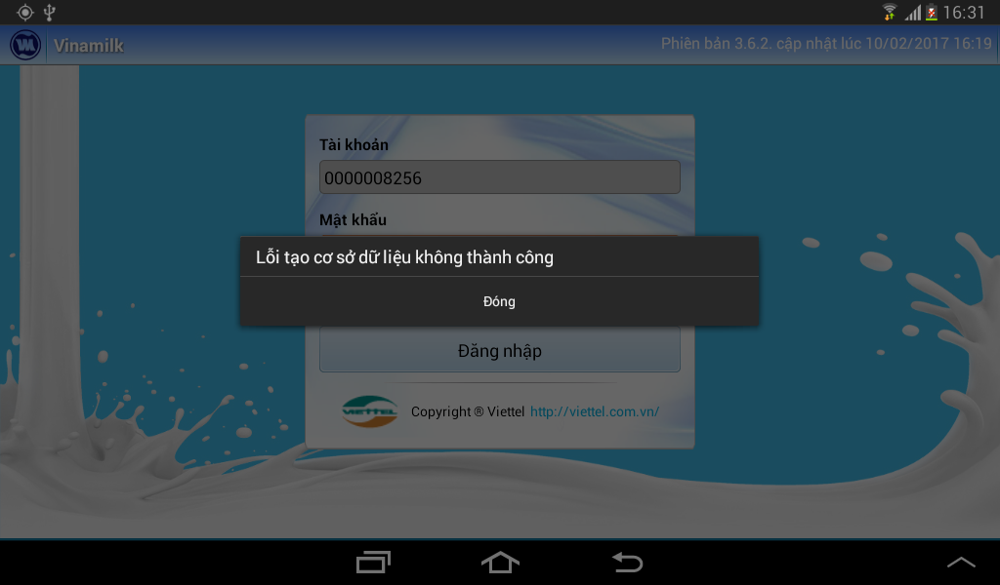 16:31
Vinamilk
Phiên bản 3.6.2. cập nhật lúc 10/02/2017 16:19
Tài khoản
0000008256
Mật khẩu
Lỗi tạo cơ sở dữ liệu không thành công
Đóng
Đăng nhập
VIETTEL Copyright ® Viettel http://viettel.com.vn/